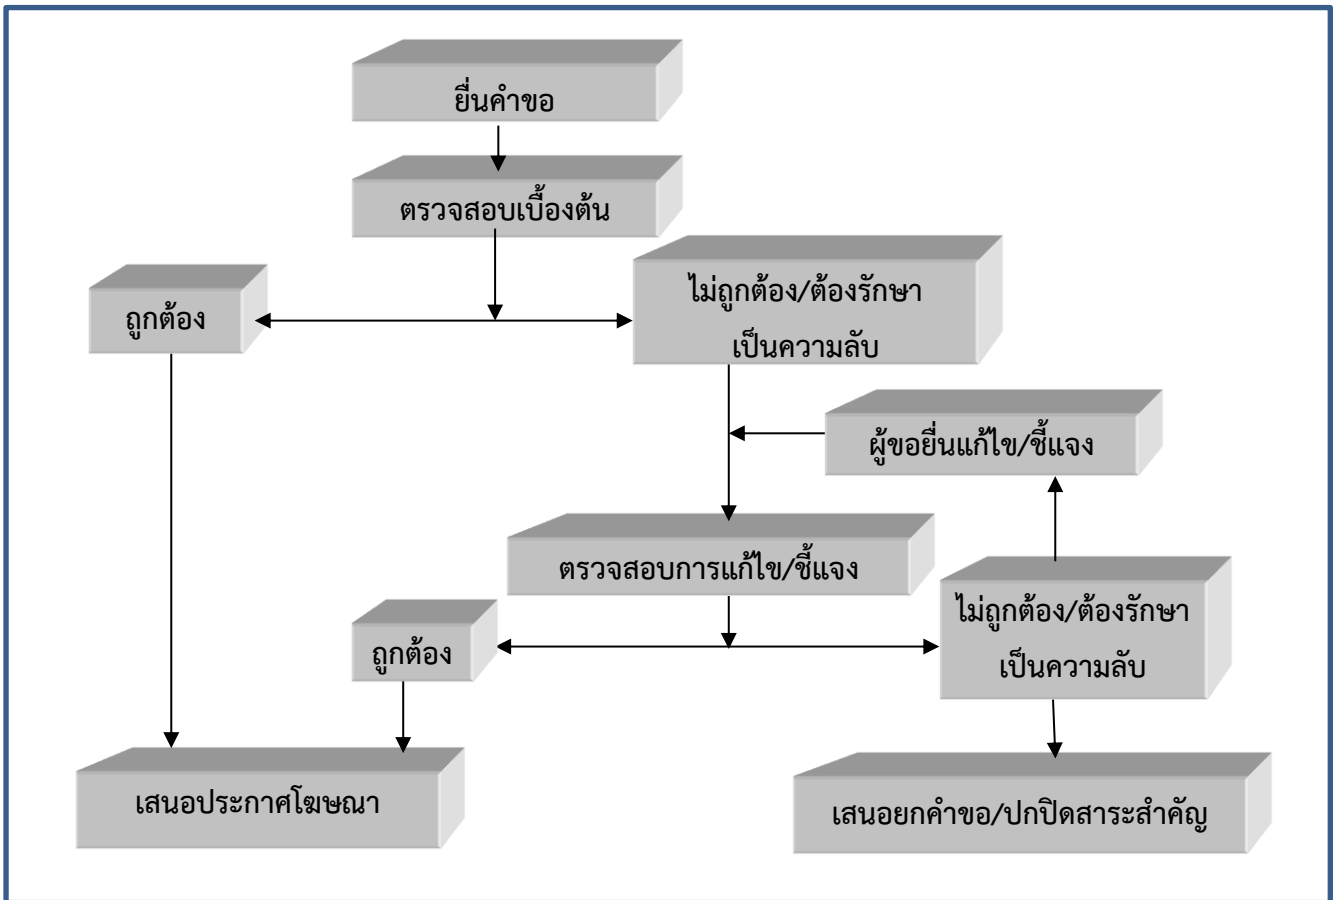 ยื่นคำขอ
ตรวจสอบเบื้องต้น
ถูกต้อง
ไม่ถูกต้อง/ต้องรักษา
เป็นความลับ
ผู้ขอยื่นแก้ไข/ชี้แจง
ตรวจสอบการแก้ไข/ชี้แจง
ถูกต้อง
ไม่ถูกต้อง/ต้องรักษา
เป็นความลับ
เสนอประกาศโฆษณา
เสนอยกคำขอ/ปกปิดสาระสำคัญ